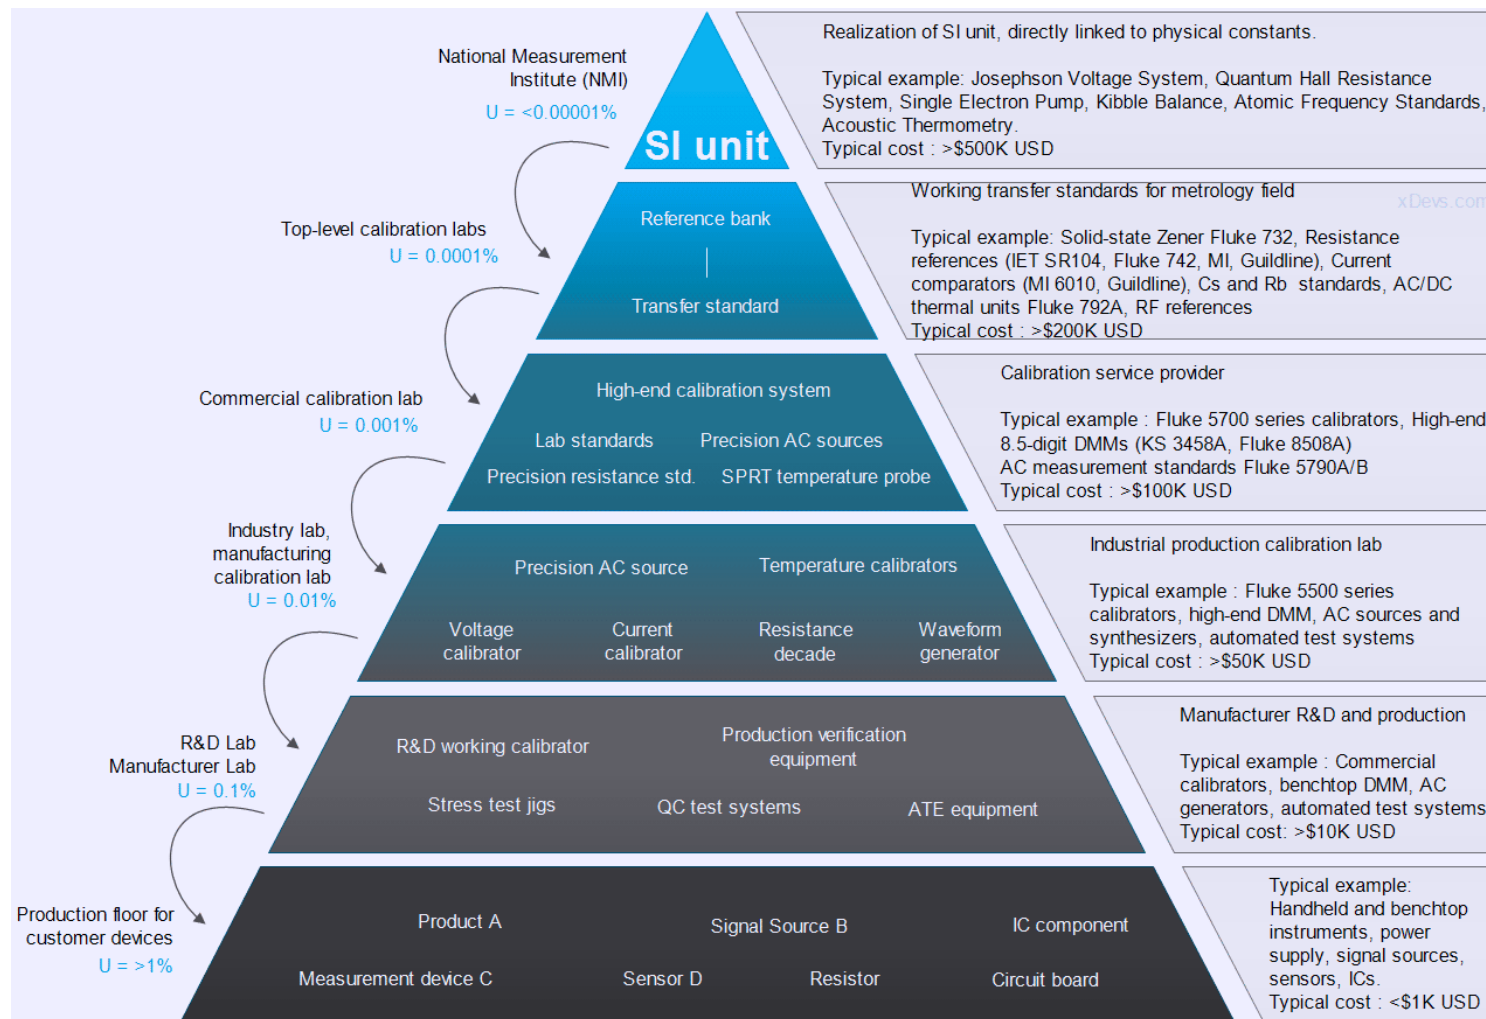 National Measurement
Institute (NMI)
U = <0.00001%
SI unit
Realization of SI unit, directly linked to physical constants.
Typical example: Josephson Voltage System, Quantum Hall Resistance
System, Single Electron Pump, Kibble Balance, Atomic Frequency Standards,
Acoustic Thermometry.
Typical cost : >$500K USD
Top-level calibration labs
U = 0.0001%
Reference bank
Transfer standard
Working transfer standards for metrology field
xDevs.com
Typical example: Solid-state Zener Fluke 732, Resistance
references (IET SR104, Fluke 742, MI, Guildline), Current
comparators (MI 6010, Guildline), Cs and Rb  standards, AC/DC
thermal units Fluke 792A, RF references
Typical cost : >$200K USD
Commercial calibration lab
U = 0.001%
High-end calibration system
Lab standards
Precision AC sources
Precision resistance std.
SPRT temperature probe
Calibration service provider
Typical example : Fluke 5700 series calibrators, High-end
8.5-digit DMMs (KS 3458A, Fluke 8508A)
AC measurement standards Fluke 5790A/B
Typical cost : >$100K USD
Industry lab,
manufacturing
calibration lab
U = 0.01%
Precision AC source
Temperature calibrators
Voltage
calibrator
Current
calibrator
Resistance
decade
Waveform
generator
Industrial production calibration lab
Typical example : Fluke 5500 series
calibrators, high-end DMM, AC sources and
synthesizers, automated test systems
Typical cost : >$50K USD
R&D Lab
Manufacturer Lab
U = 0.1%
R&D working calibrator
Production verification
equipment
Stress test jigs
QC test systems
ATE equipment
Manufacturer R&D and production
Typical example : Commercial
calibrators, benchtop DMM, AC
generators, automated test systems
Typical cost: >$10K USD
Production floor for
customer devices
U = >1%
Product A
Signal Source B
IC component
Measurement device C
Sensor D
Resistor
Circuit board
Typical example:
Handheld and benchtop
instruments, power
supply, signal sources,
sensors, ICs.
Typical cost : <$1K USD